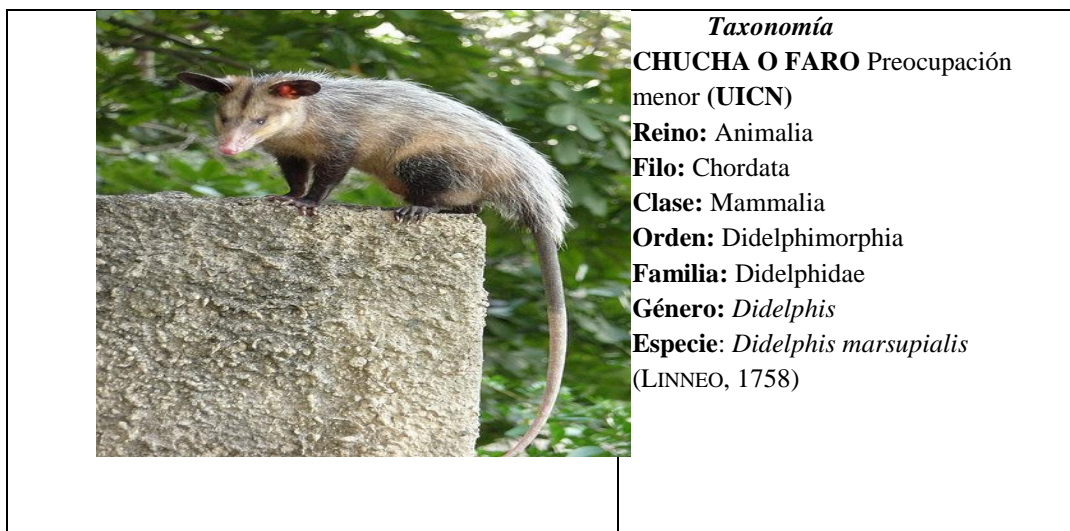 Taxonomía
CHUCHA O FARO Preocupación
menor (UICN)
Reino: Animalia
Filo: Chordata
Clase: Mammalia
Orden: Didelphimorphia
Familia: Didelphidae
Género: Didelphis
Especie: Didelphis marsupialis
(LINNEO, 1758)